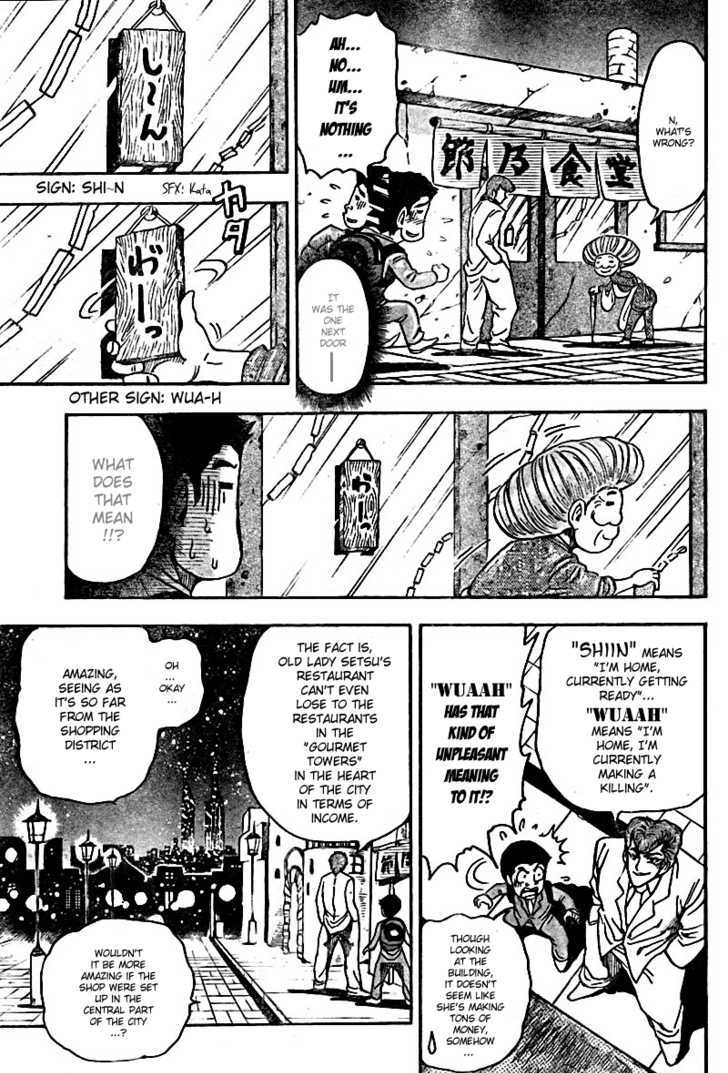 N,
WHAT'S
WRONG?
AH...
NO...
UM...
IT'S
NOTHING
...
節乃食堂
IT
WAS THE
ONE
NEXT
DOOR
し〜ん
SIGN: SHI~N
SFX: Kata
カタ
わーっ
OTHER SIGN: WUA-H
わーっ
WHAT
DOES
THAT
MEAN
!!?
"SHIIN" MEANS
"I'M HOME,
CURRENTLY GETTING
READY"...
"WUAAH"
MEANS "I'M
HOME, I'M
CURRENTLY
MAKING A
KILLING".
"WUAAH"
HAS THAT
KIND OF
UNPLEASANT
MEANING
TO IT!?
THOUGH
LOOKING
AT THE
BUILDING,
IT DOESN'T
SEEM LIKE
SHE'S MAKING
TONS OF
MONEY,
SOMEHOW
...
THE FACT IS,
OLD LADY SETSU'S
RESTAURANT
CAN'T EVEN
LOSE TO THE
RESTAURANTS
IN THE
"GOURMET
TOWERS"
IN THE HEART
OF THE CITY
IN TERMS OF
INCOME.
OH
...
OKAY
...
AMAZING,
SEEING AS
IT'S SO FAR
FROM THE
SHOPPING
DISTRICT
...
節
WOULDN'T
IT BE MORE
AMAZING IF THE
SHOP WERE SET
UP IN THE
CENTRAL PART
OF THE CITY
...?